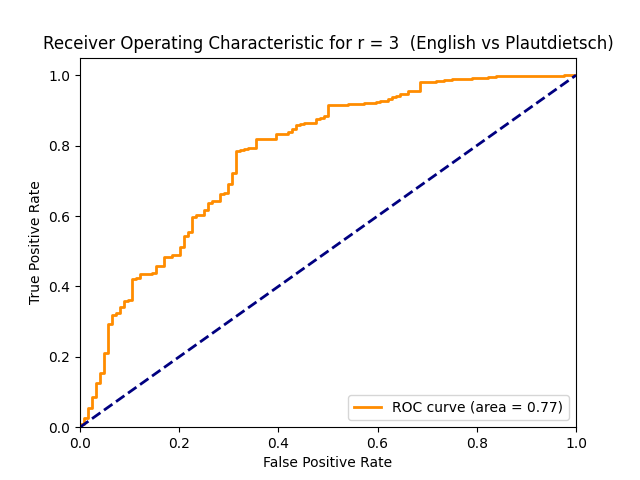 Receiver Operating Characteristic for r = 3  (English vs Plautdietsch)
1.0
0.8
0.6
0.4
0.2
0.0
True Positive Rate
ROC curve (area = 0.77)
0.0 0.2 0.4 0.6 0.8 1.0
False Positive Rate